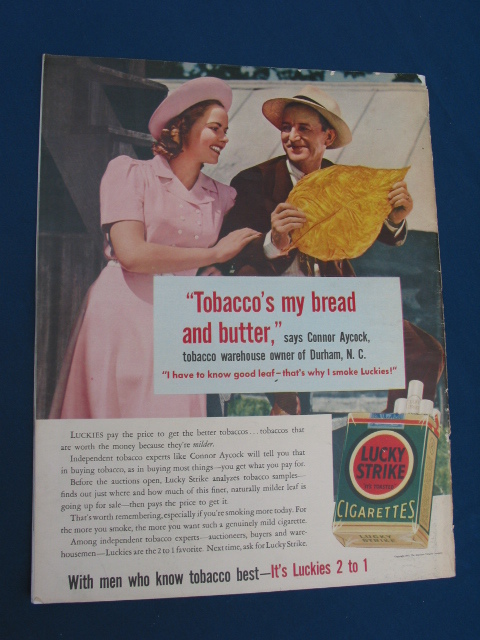 "Tobacco's my bread
and butter," says Connor Aycock,
tobacco warehouse owner of Durham, N. C.
"I have to know good leaf—that's why I smoke Luckies!"
LUCKIES pay the price to get the better tobaccos...tobaccos that
are worth the money because they're milder.
Independent tobacco experts like Connor Aycock will tell you that
in buying tobacco, as in buying most things—you get what you pay for.
Before the auctions open, Lucky Strike analyzes tobacco samples—
finds out just where and how much of this finer, naturally milder leaf is
going up for sale—then pays the price to get it.
That's worth remembering, especially if you're smoking more today. For
the more you smoke, the more you want such a genuinely mild cigarette.
Among independent tobacco experts—auctioneers, buyers and ware-
housemen—Luckies are the 2 to 1 favorite. Next time, ask for Lucky Strike.
LUCKY
STRIKE
"IT'S TOASTED"
CIGARETTES
LUCKY
STRIKE
With men who know tobacco best—It's Luckies 2 to 1